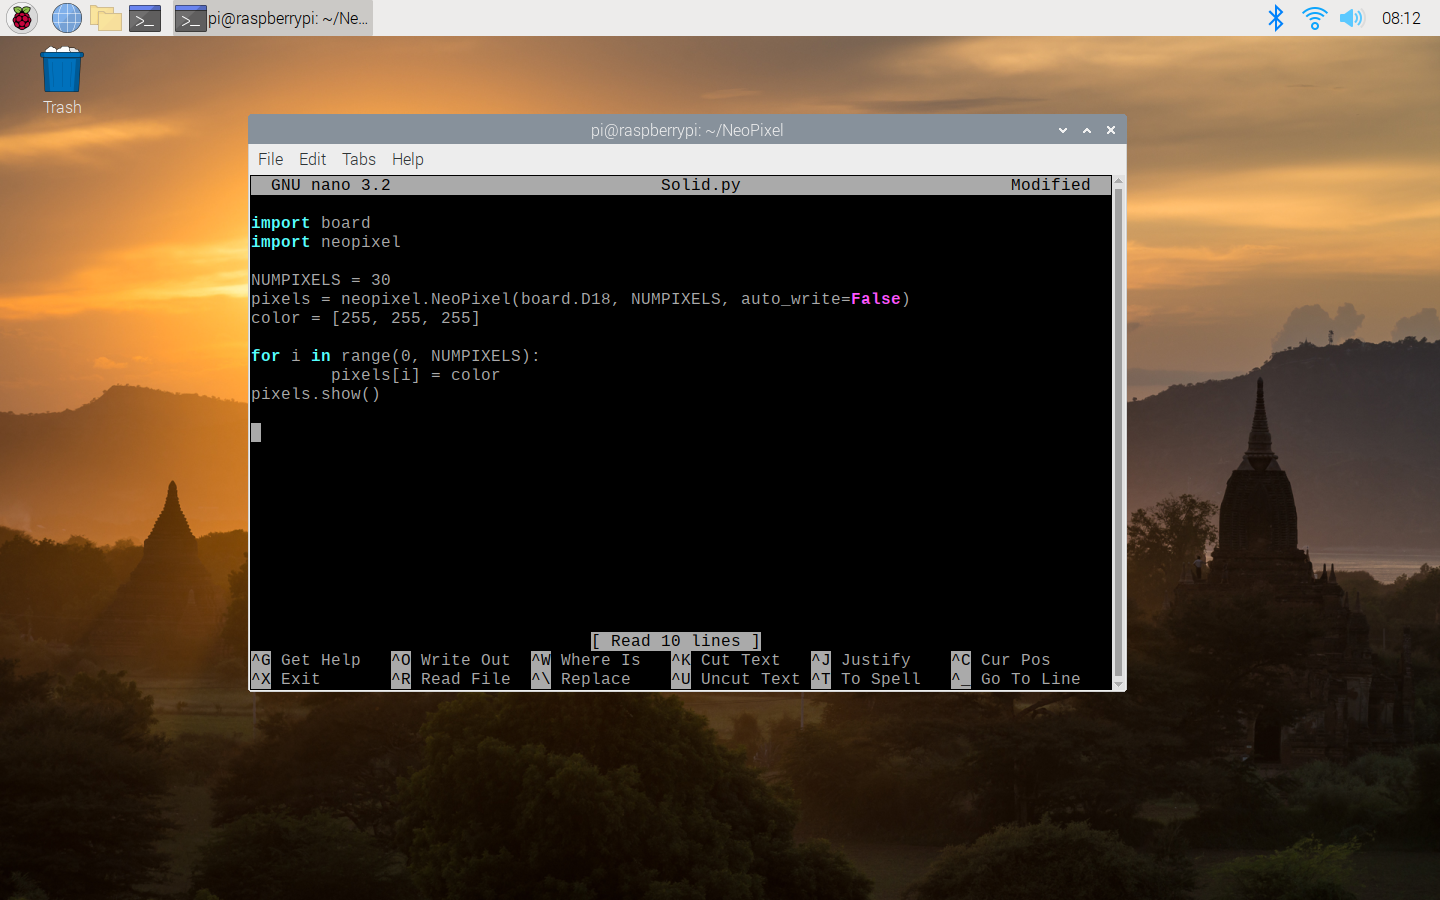 pi@raspberrypi: ~/Ne...
08:12
Trash
pi@raspberrypi: ~/NeoPixel
File Edit Tabs Help
GNU nano 3.2 Solid.py Modified
import board
import neopixel
NUMPIXELS = 30
pixels = neopixel.NeoPixel(board.D18, NUMPIXELS, auto_write=False)
color = [255, 255, 255]
for i in range(0, NUMPIXELS):
        pixels[i] = color
pixels.show()
[ Read 10 lines ]
^G Get Help ^O Write Out ^W Where Is ^K Cut Text ^J Justify ^C Cur Pos
^X Exit ^R Read File ^\ Replace ^U Uncut Text ^T To Spell ^_ Go To Line